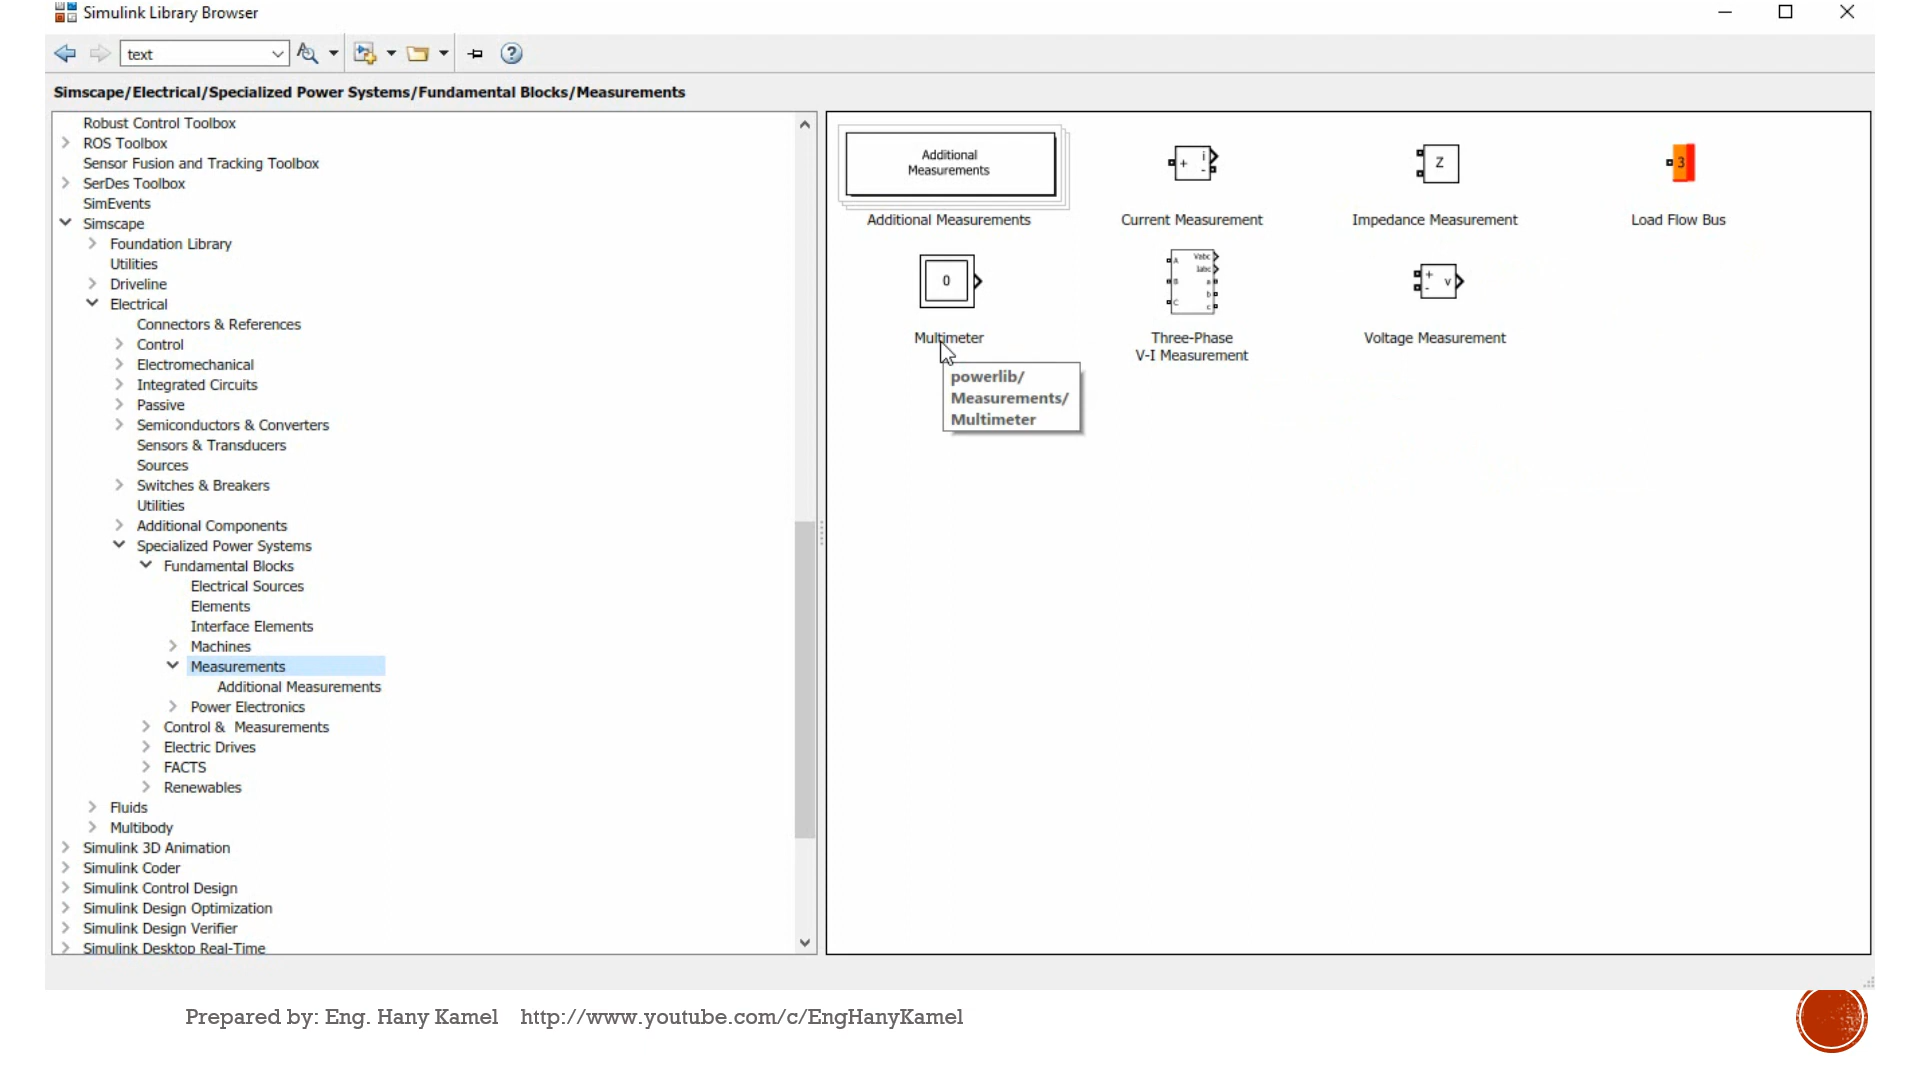 Simulink Library Browser
text
Simscape/Electrical/Specialized Power Systems/Fundamental Blocks/Measurements
Robust Control Toolbox
ROS Toolbox
Sensor Fusion and Tracking Toolbox
SerDes Toolbox
SimEvents
Simscape
Foundation Library
Utilities
Driveline
Electrical
Connectors & References
Control
Electromechanical
Integrated Circuits
Passive
Semiconductors & Converters
Sensors & Transducers
Sources
Switches & Breakers
Utilities
Additional Components
Specialized Power Systems
Fundamental Blocks
Electrical Sources
Elements
Interface Elements
Machines
Measurements
Additional Measurements
Power Electronics
Control & Measurements
Electric Drives
FACTS
Renewables
Fluids
Multibody
Simulink 3D Animation
Simulink Coder
Simulink Control Design
Simulink Design Optimization
Simulink Design Verifier
Simulink Desktop Real-Time
Additional
Measurements
Additional Measurements
+ i
-
Current Measurement
Z
Impedance Measurement
3
Load Flow Bus
0
Multimeter
powerlib/
Measurements/
Multimeter
A Vabc
Iabc
B a
b
C c
Three-Phase
V-I Measurement
+ v
-
Voltage Measurement
Prepared by: Eng. Hany Kamel http://www.youtube.com/c/EngHanyKamel